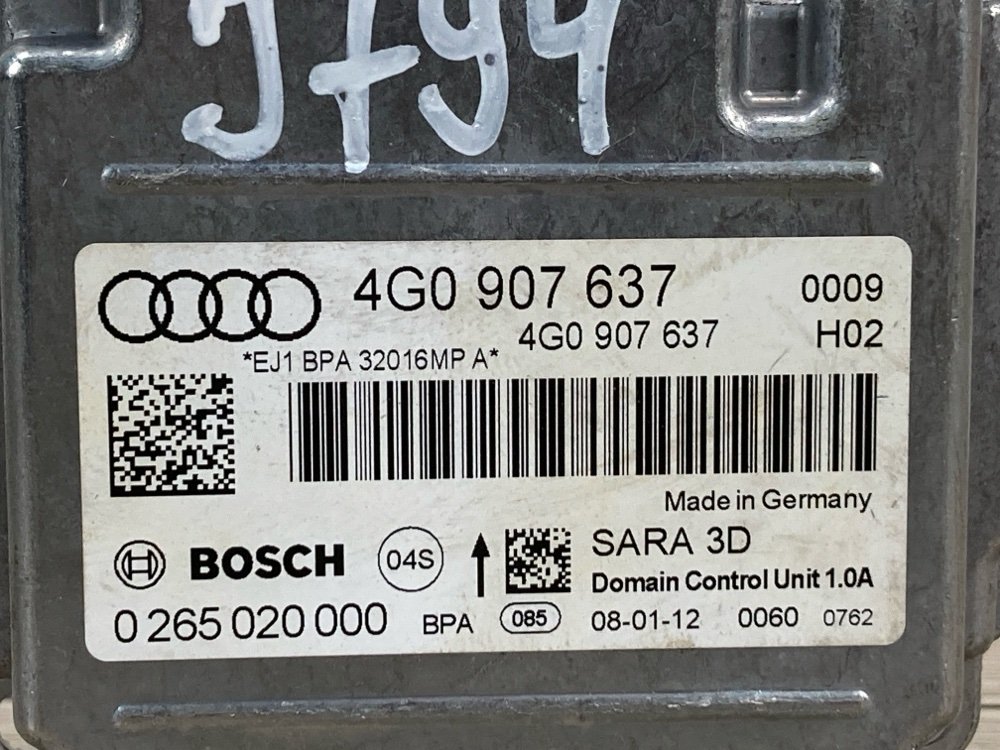 J794
4G0 907 637 0009
4G0 907 637 H02
*EJ1 BPA 32016MP A*
Made in Germany
BOSCH 04S SARA 3D
Domain Control Unit 1.0A
0 265 020 000 BPA 085 08-01-12 0060 0762